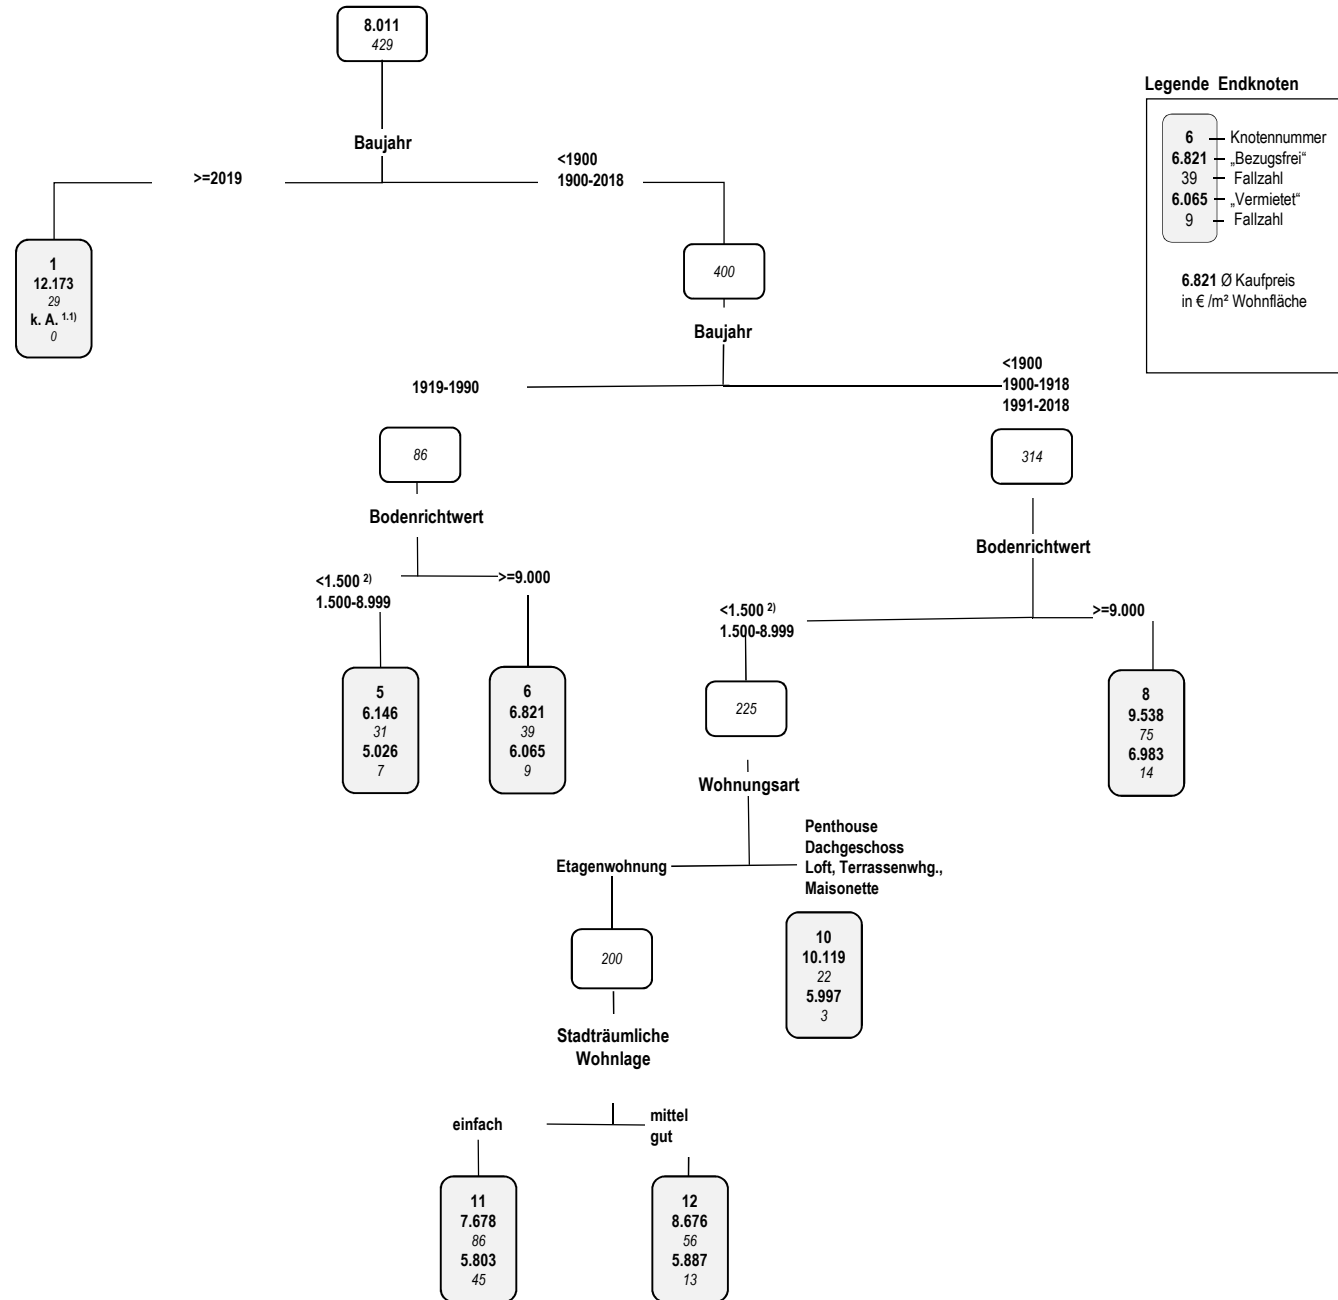 8.011
429
Baujahr
>=2019
<1900
1900-2018
Legende Endknoten
6
6.821
39
6.065
9
Knotennummer
„Bezugsfrei“
Fallzahl
„Vermietet“
Fallzahl
6.821 Ø Kaufpreis
in € /m² Wohnfläche
1
12.173
29
k. A. 1.1)
0
400
Baujahr
1919-1990
<1900
1900-1918
1991-2018
86
314
Bodenrichtwert
Bodenrichtwert
<1.500 2)
1.500-8.999
>=9.000
<1.500 2)
1.500-8.999
>=9.000
5
6.146
31
5.026
7
6
6.821
39
6.065
9
225
8
9.538
75
6.983
14
Wohnungsart
Etagenwohnung
Penthouse
Dachgeschoss
Loft, Terrassenwhg.,
Maisonette
200
10
10.119
22
5.997
3
Stadträumliche
Wohnlage
einfach
mittel
gut
11
7.678
86
5.803
45
12
8.676
56
5.887
13